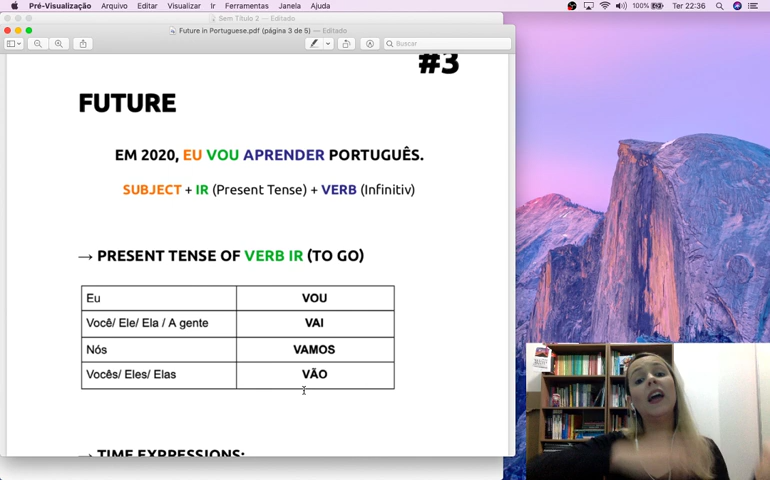 Pré-Visualização Arquivo Editar Visualizar Ir Ferramentas Janela Ajuda 100% Ter 22:36
Sem Título 2 — Editado
Future in Portuguese.pdf (página 3 de 5) — Editado
Buscar
#3
FUTURE
EM 2020, EU VOU APRENDER PORTUGUÊS.
SUBJECT + IR (Present Tense) + VERB (Infinitiv)
→ PRESENT TENSE OF VERB IR (TO GO)
Eu VOU
Você/ Ele/ Ela / A gente VAI
Nós VAMOS
Vocês/ Eles/ Elas VÃO
→ TIME EXPRESSIONS: